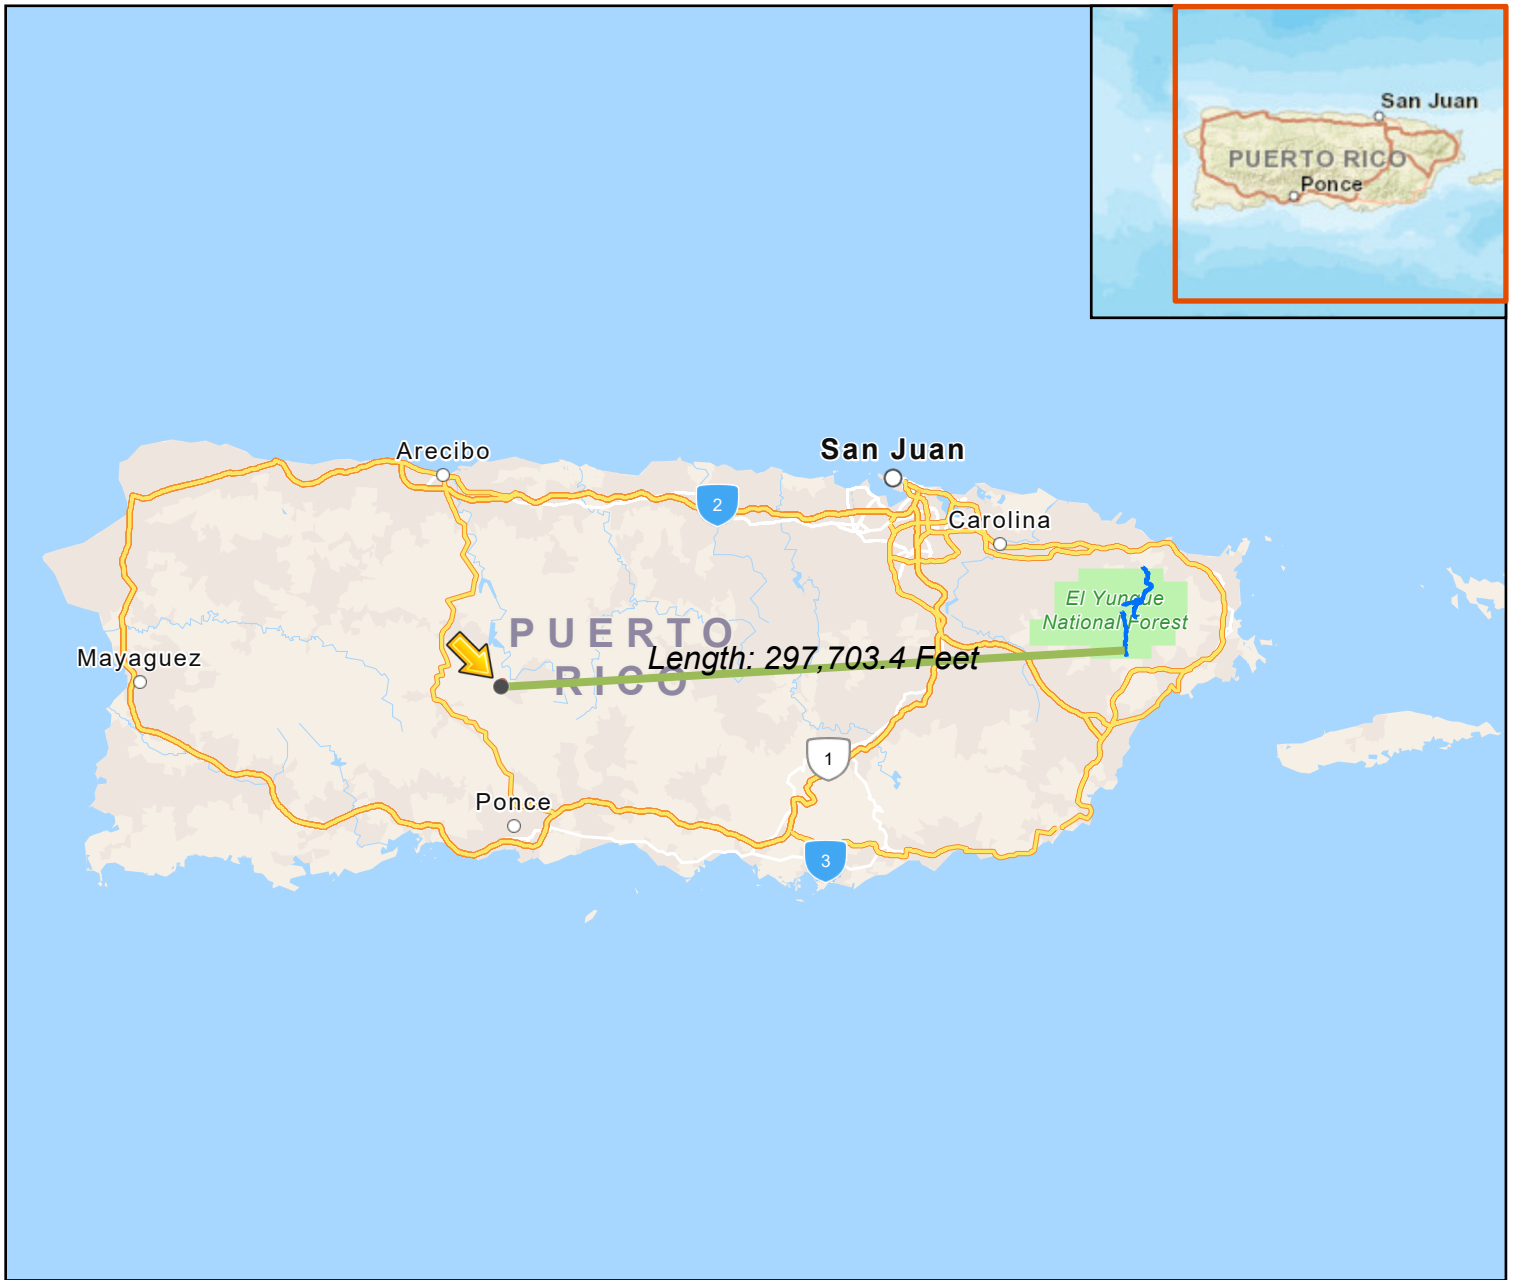 San Juan
PUERTO RICO
Ponce
Arecibo
San Juan
2
Carolina
El Yunque
National Forest
PUERTO
RICO
Mayaguez
Length: 297,703.4 Feet
1
Ponce
3